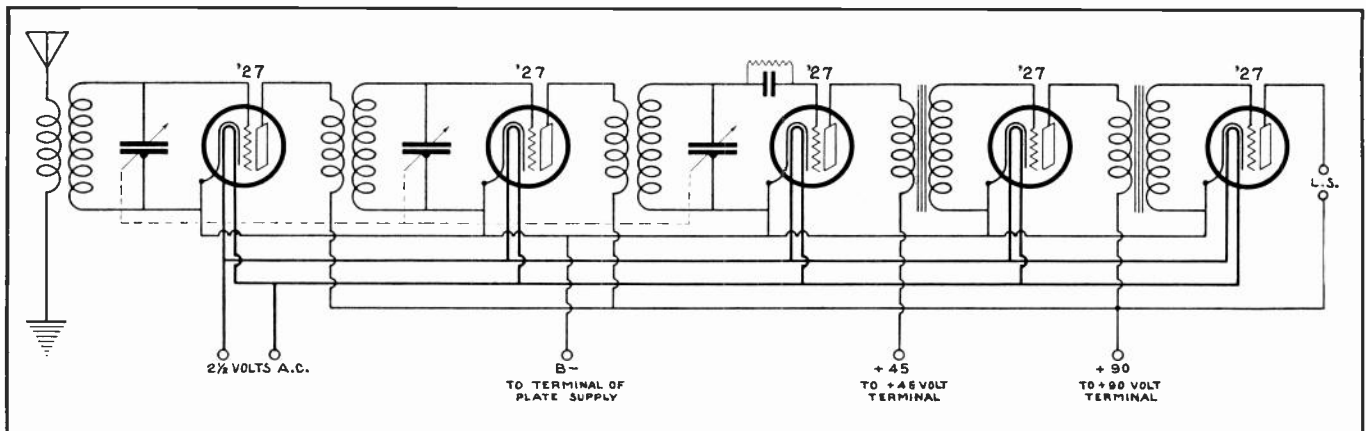 '27
'27
'27
'27
'27
L.S.
2½ VOLTS A.C.
B-
TO TERMINAL OF
PLATE SUPPLY
+45
TO +45 VOLT
TERMINAL
+90
TO +90 VOLT
TERMINAL